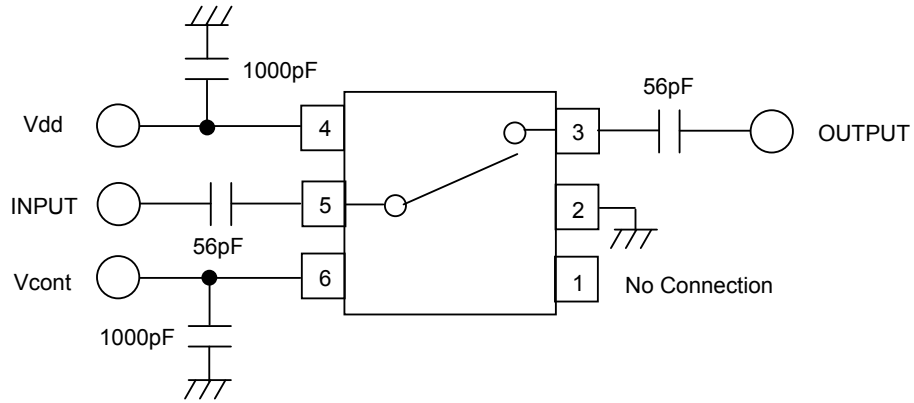 1000pF
56pF
Vdd
4
3
OUTPUT
INPUT
5
2
56pF
Vcont
6
1
No Connection
1000pF